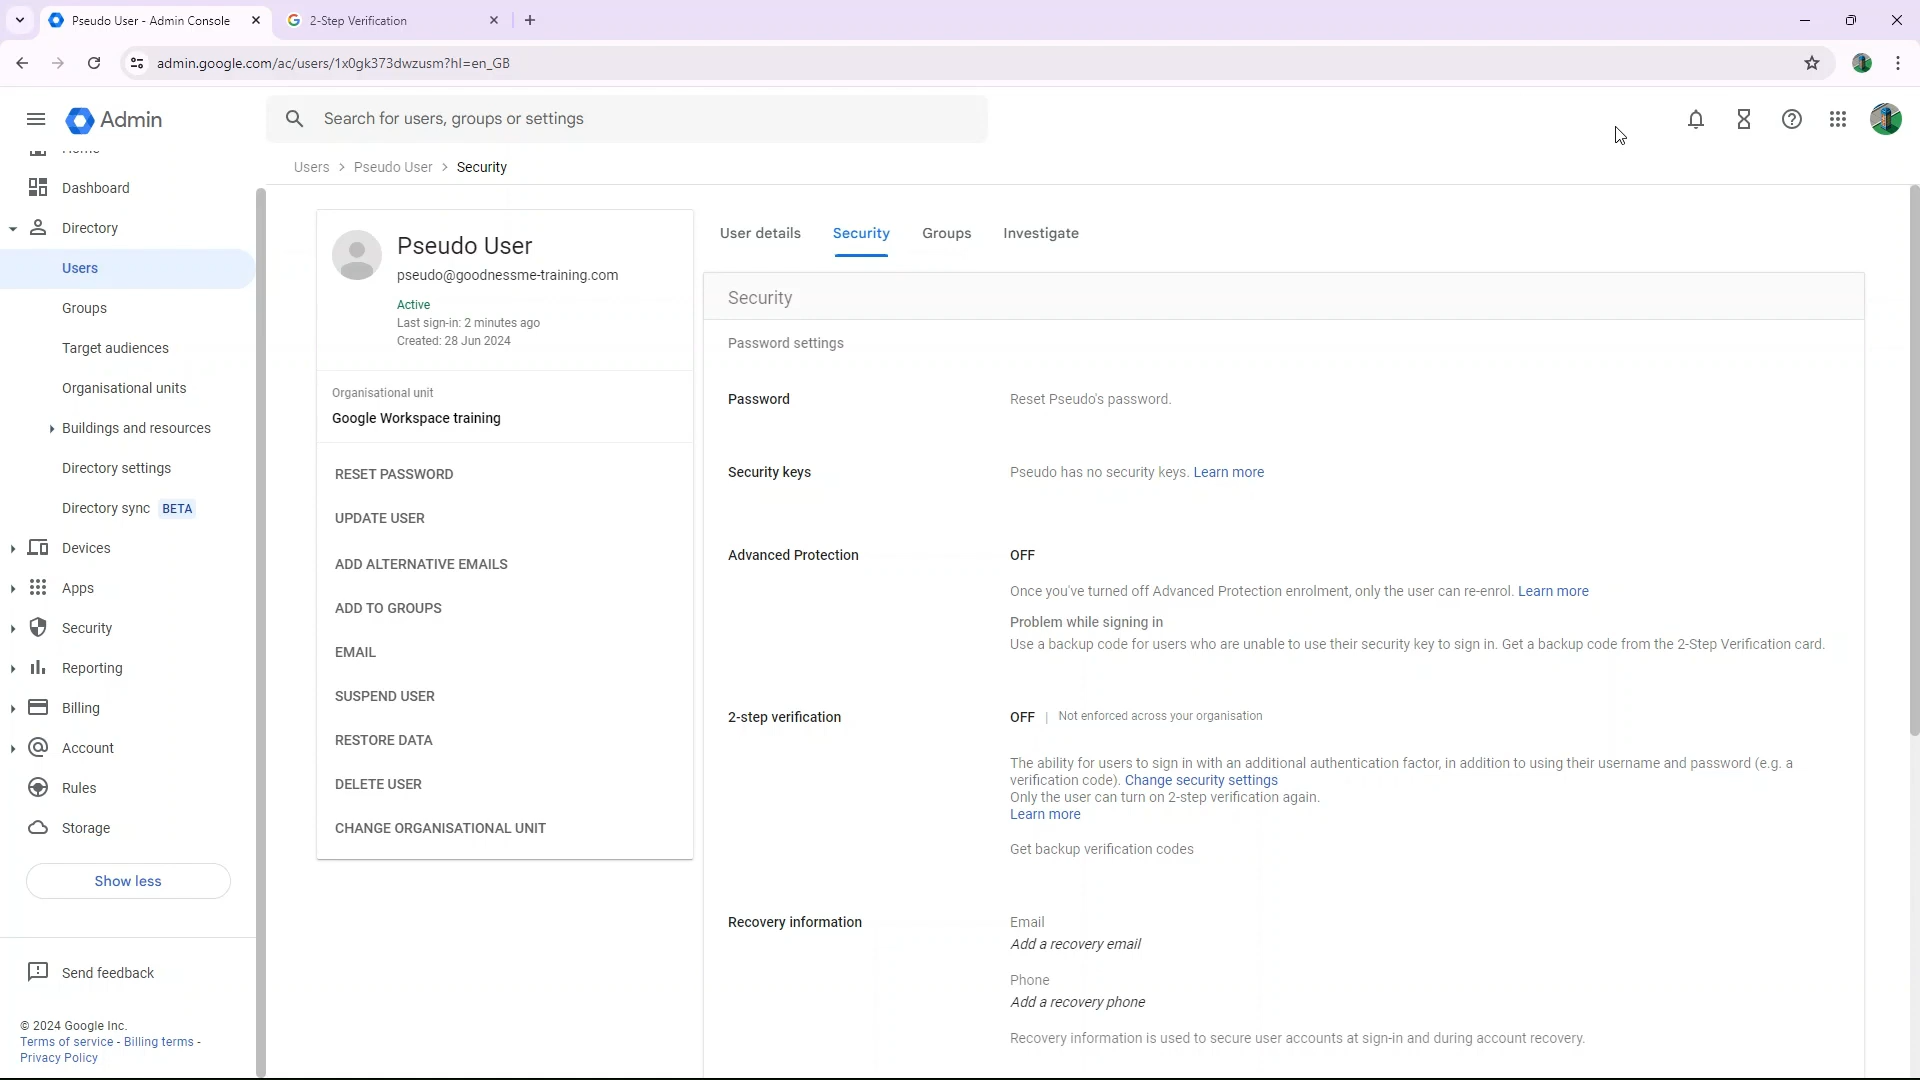 Pseudo User - Admin Console
2-Step Verification
admin.google.com/ac/users/1x0gk373dwzusm?hl=en_GB
Admin
Search for users, groups or settings
Home
Dashboard
Directory
Users
Groups
Target audiences
Organisational units
Buildings and resources
Directory settings
Directory sync BETA
Devices
Apps
Security
Reporting
Billing
Account
Rules
Storage
Show less
Send feedback
© 2024 Google Inc.
Terms of service - Billing terms -
Privacy Policy
Users > Pseudo User > Security
Pseudo User
pseudo@goodnessme-training.com
Active
Last sign-in: 2 minutes ago
Created: 28 Jun 2024
Organisational unit
Google Workspace training
RESET PASSWORD
UPDATE USER
ADD ALTERNATIVE EMAILS
ADD TO GROUPS
EMAIL
SUSPEND USER
RESTORE DATA
DELETE USER
CHANGE ORGANISATIONAL UNIT
User details Security Groups Investigate
Security
Password settings
Password
Reset Pseudo's password.
Security keys
Pseudo has no security keys. Learn more
Advanced Protection
OFF
Once you've turned off Advanced Protection enrolment, only the user can re-enrol. Learn more
Problem while signing in
Use a backup code for users who are unable to use their security key to sign in. Get a backup code from the 2-Step Verification card.
2-step verification
OFF | Not enforced across your organisation
The ability for users to sign in with an additional authentication factor, in addition to using their username and password (e.g. a
verification code). Change security settings
Only the user can turn on 2-step verification again.
Learn more
Get backup verification codes
Recovery information
Email
Add a recovery email
Phone
Add a recovery phone
Recovery information is used to secure user accounts at sign-in and during account recovery.